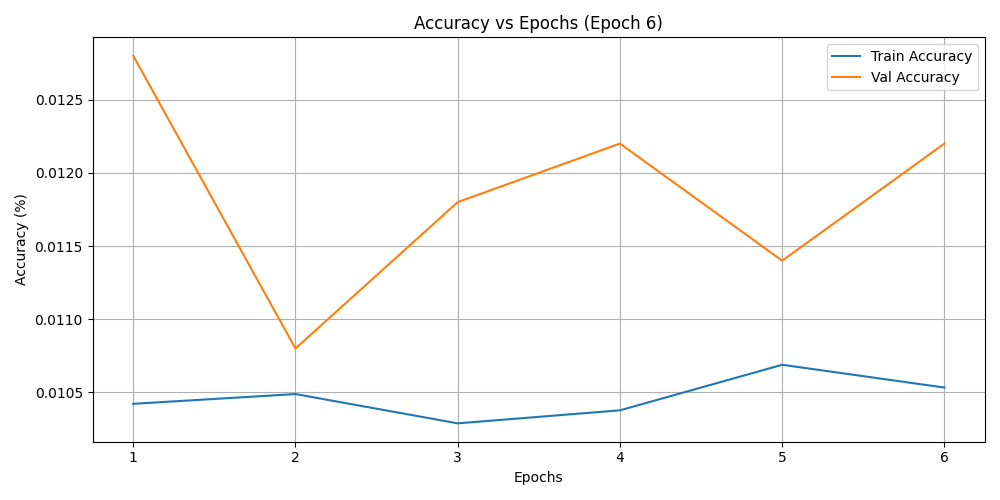 Accuracy vs Epochs (Epoch 6)
Train Accuracy
Val Accuracy
Accuracy (%)
0.0125
0.0120
0.0115
0.0110
0.0105
1 2 3 4 5 6
Epochs